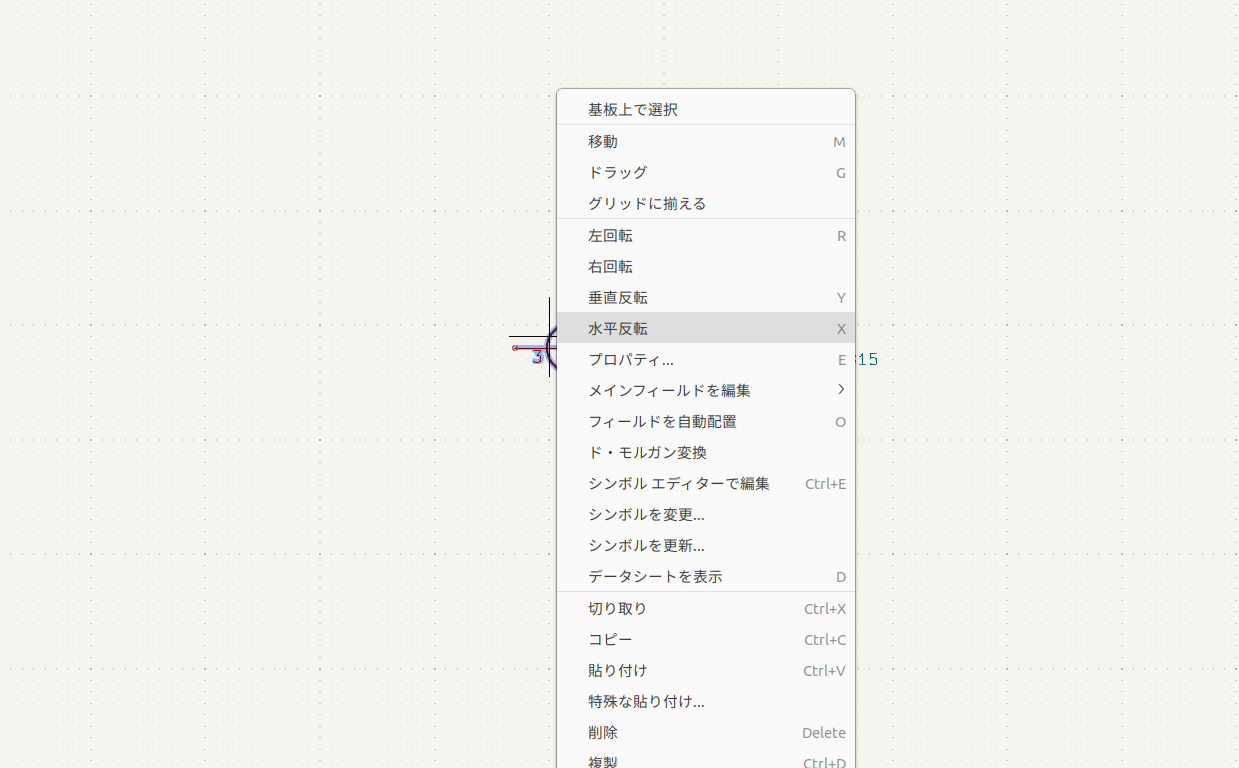 基板上で選択
移動 M
ドラッグ G
グリッドに揃える
左回転 R
右回転
垂直反転 Y
水平反転 X
3
プロパティ... E
15
メインフィールドを編集
フィールドを自動配置 O
ド・モルガン変換
シンボル エディターで編集 Ctrl+E
シンボルを変更...
シンボルを更新...
データシートを表示 D
切り取り Ctrl+X
コピー Ctrl+C
貼り付け Ctrl+V
特殊な貼り付け...
削除 Delete
複製 Ctrl+D